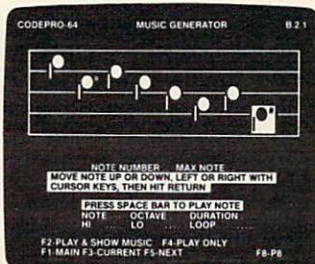 CODEPRO-64 MUSIC GENERATOR B.2.1
NOTE NUMBER MAX NOTE
MOVE NOTE UP OR DOWN, LEFT OR RIGHT WITH
CURSOR KEYS, THEN HIT RETURN
PRESS SPACE BAR TO PLAY NOTE
NOTE OCTAVE DURATION
HI LO LOOP
F2-PLAY & SHOW MUSIC F4-PLAY ONLY
F1-MAIN F3-CURRENT F5-NEXT F8-P8